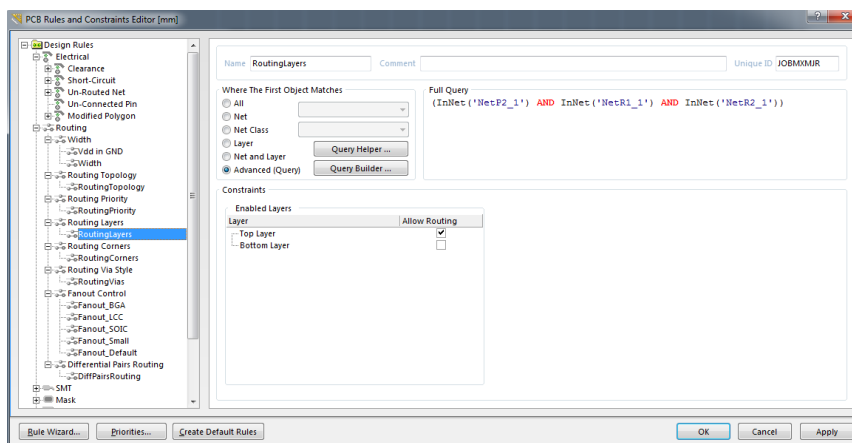 PCB Rules and Constraints Editor [mm]
Design Rules
Electrical
Clearance
Short-Circuit
Un-Routed Net
Un-Connected Pin
Modified Polygon
Routing
Width
Vdd in GND
Width
Routing Topology
RoutingTopology
Routing Priority
RoutingPriority
Routing Layers
RoutingLayers
Routing Corners
RoutingCorners
Routing Via Style
RoutingVias
Fanout Control
Fanout_BGA
Fanout_LCC
Fanout_SOIC
Fanout_Small
Fanout_Default
Differential Pairs Routing
DiffPairsRouting
SMT
Mask
Name RoutingLayers Comment Unique ID JOBMXMJR
Where The First Object Matches
All
Net
Net Class
Layer
Net and Layer
Advanced (Query)
Query Helper ...
Query Builder ...
Full Query
(InNet('NetP2_1') AND InNet('NetR1_1') AND InNet('NetR2_1'))
Constraints
Enabled Layers
Layer Allow Routing
Top Layer
Bottom Layer
Rule Wizard... Priorities... Create Default Rules OK Cancel Apply